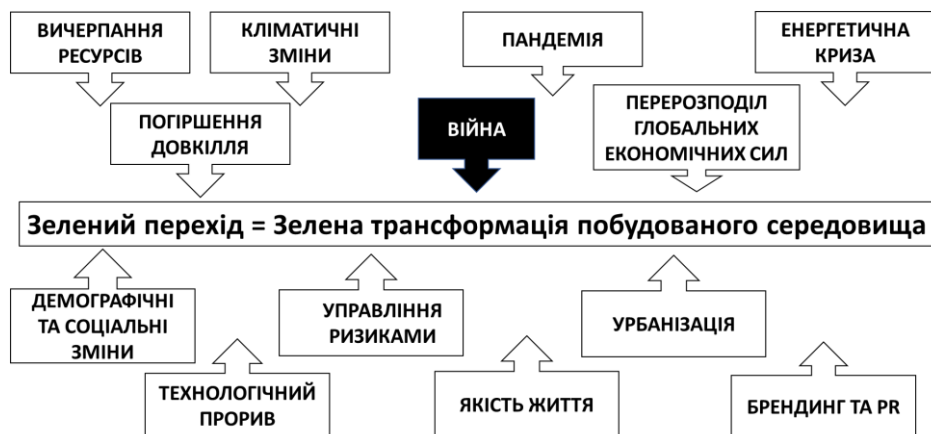 ВИЧЕРПАННЯ
РЕСУРСІВ
КЛІМАТИЧНІ
ЗМІНИ
ПАНДЕМІЯ
ЕНЕРГЕТИЧНА
КРИЗА
ПОГІРШЕННЯ
ДОВКІЛЛЯ
ВІЙНА
ПЕРЕРОЗПОДІЛ
ГЛОБАЛЬНИХ
ЕКОНОМІЧНИХ СИЛ
Зелений перехід = Зелена трансформація побудованого середовища
ДЕМОГРАФІЧНІ
ТА СОЦІАЛЬНІ
ЗМІНИ
УПРАВЛІННЯ
РИЗИКАМИ
УРБАНІЗАЦІЯ
ТЕХНОЛОГІЧНИЙ
ПРОРИВ
ЯКІСТЬ ЖИТТЯ
БРЕНДИНГ ТА PR